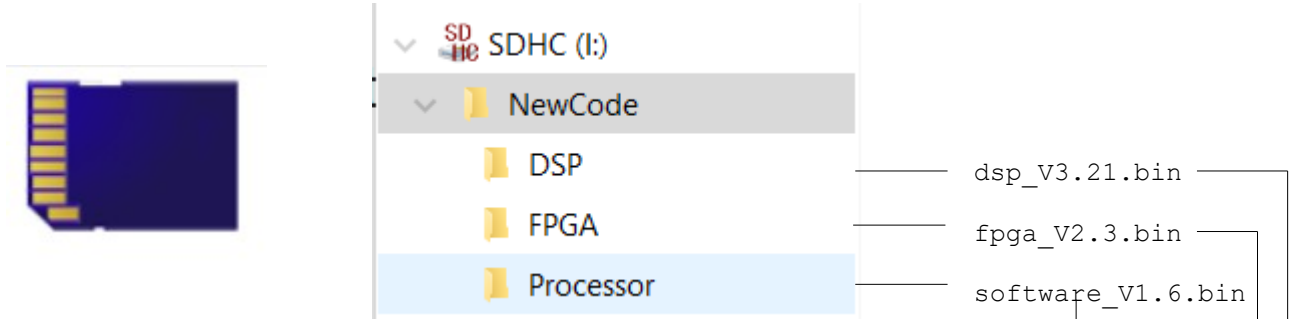 SD
HC SDHC (I:)
NewCode
DSP dsp_V3.21.bin
FPGA fpga_V2.3.bin
Processor software_V1.6.bin